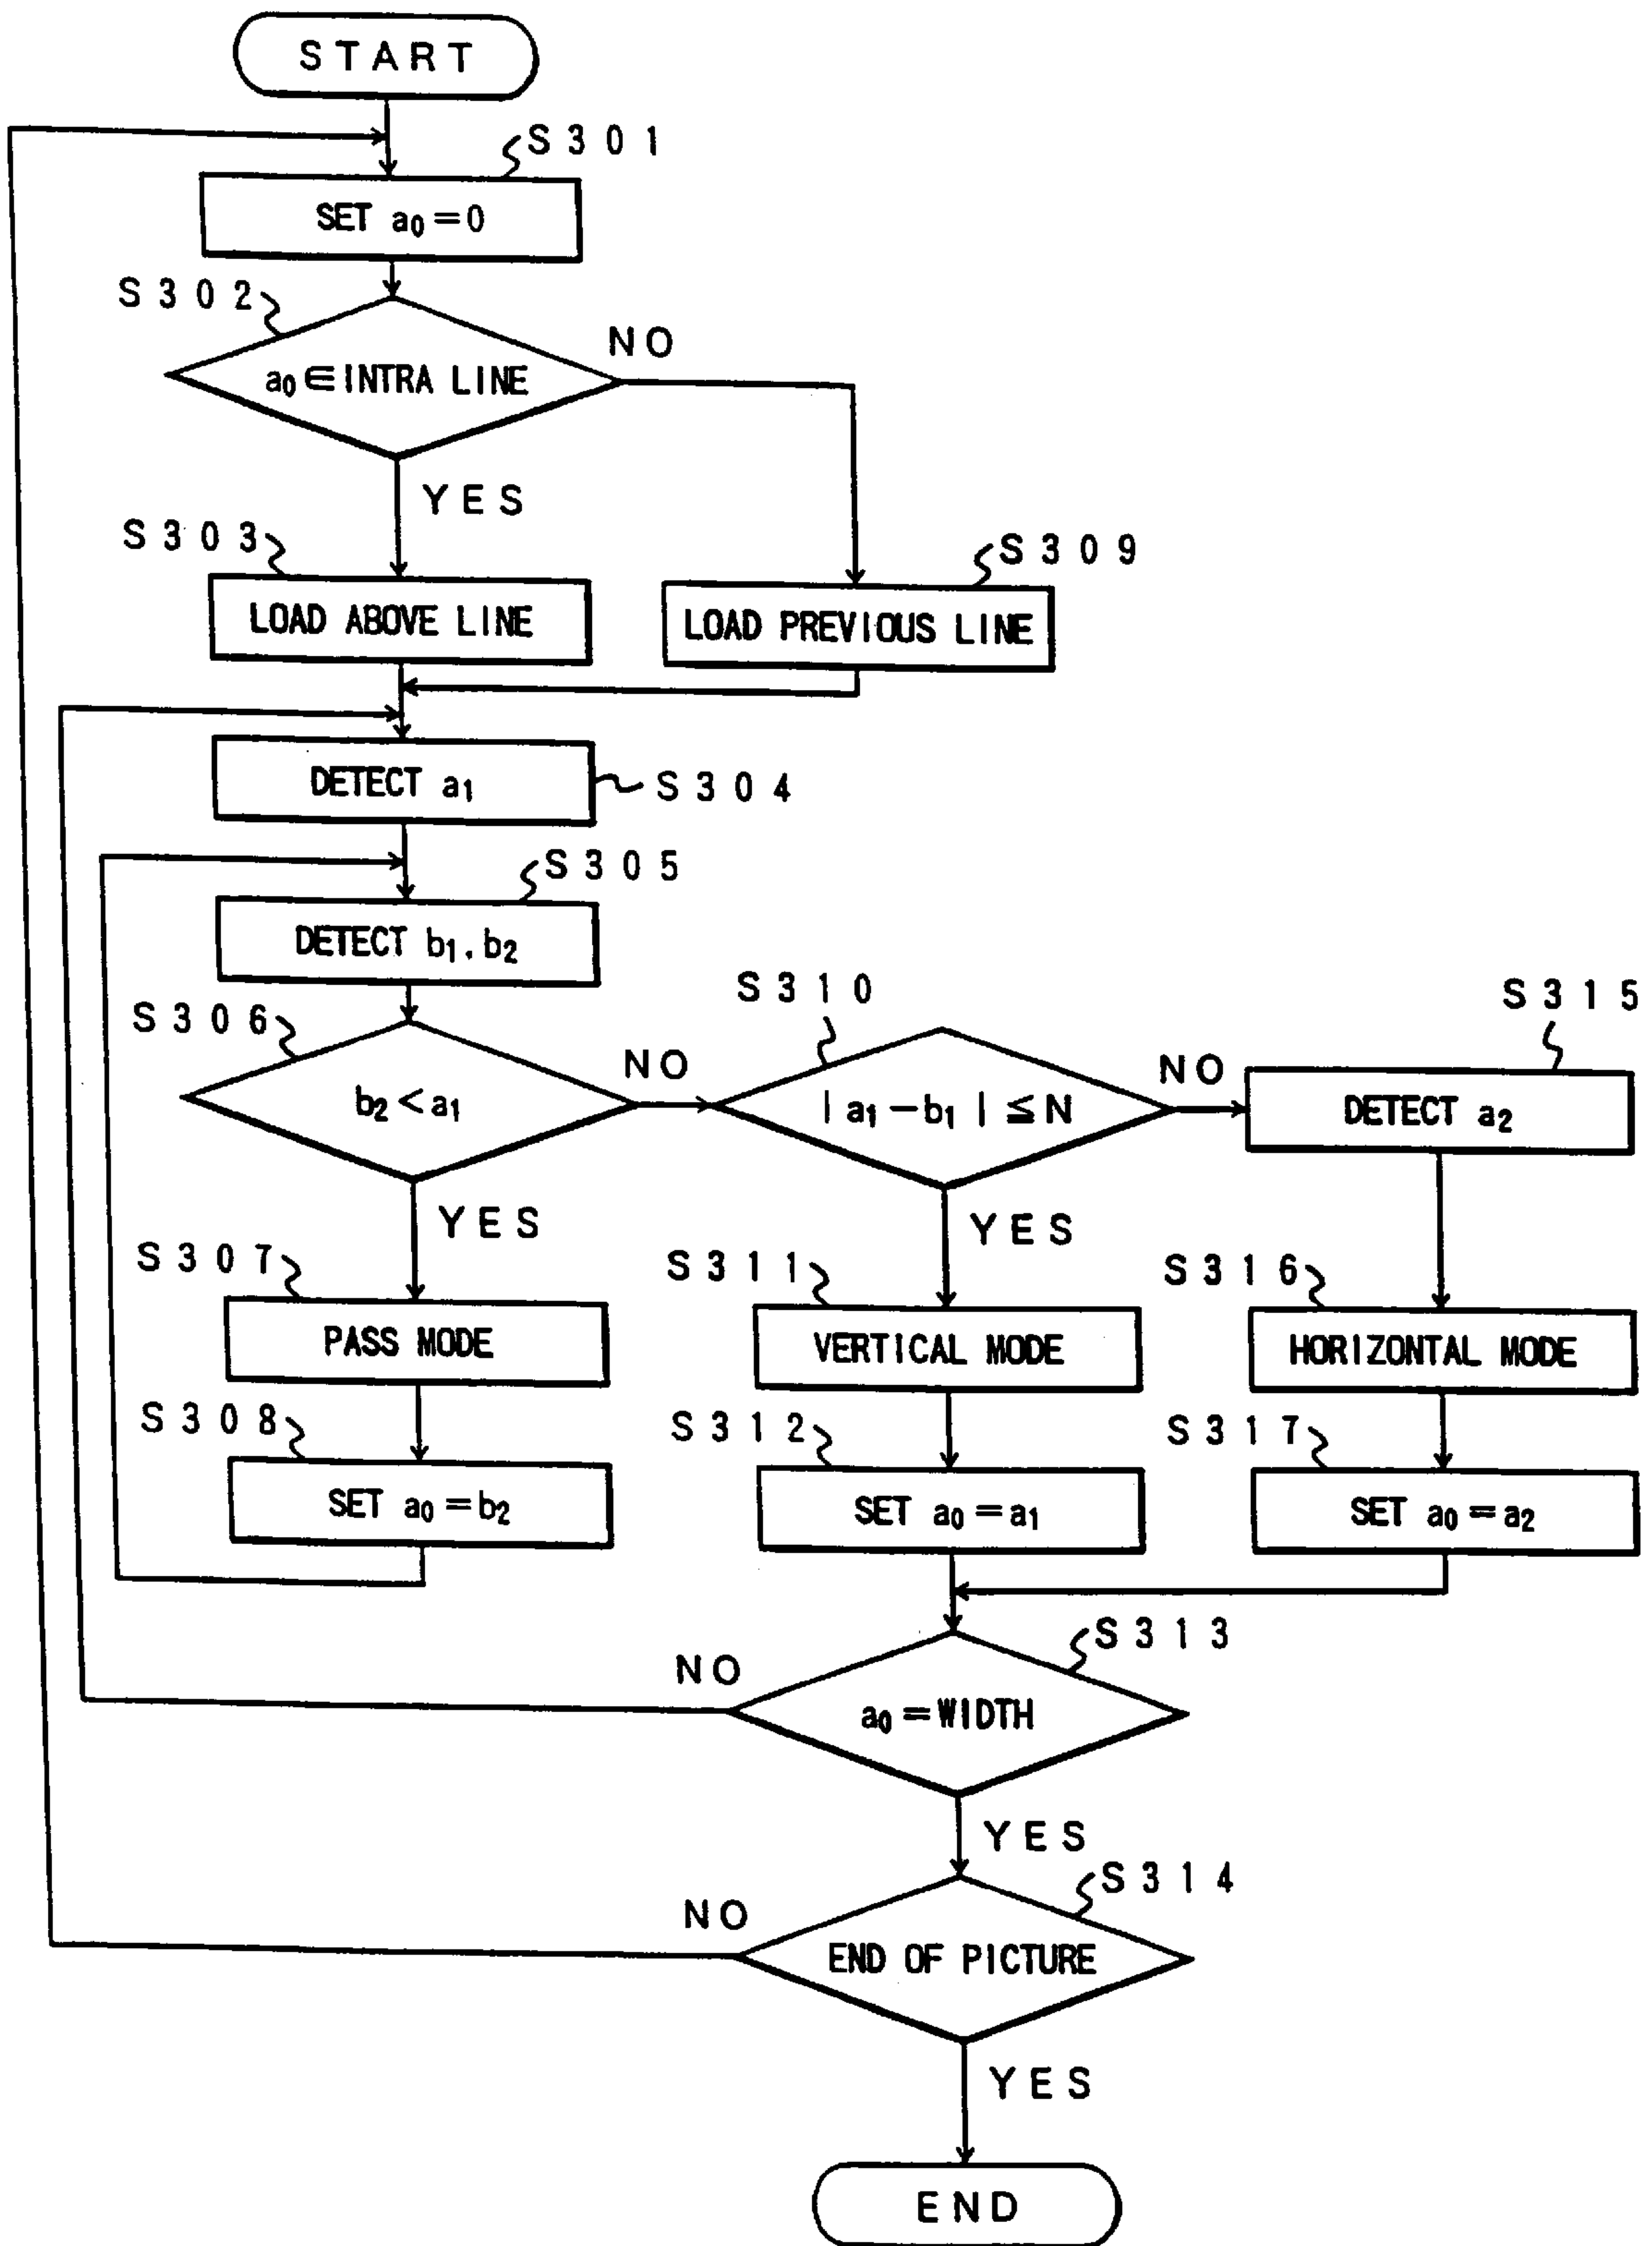 START
S301
SET a0=0
S302
a0∈INTRA LINE
NO
YES
S303
LOAD ABOVE LINE
S309
LOAD PREVIOUS LINE
DETECT a1
S304
S305
DETECT b1, b2
S306
b2<a1
NO
S310
|a1-b1|≦N
NO
S315
DETECT a2
YES
YES
S307
PASS MODE
S311
VERTICAL MODE
S316
HORIZONTAL MODE
S308
SET a0=b2
S312
SET a0=a1
S317
SET a0=a2
S313
NO
a0=WIDTH
YES
S314
NO
END OF PICTURE
YES
END